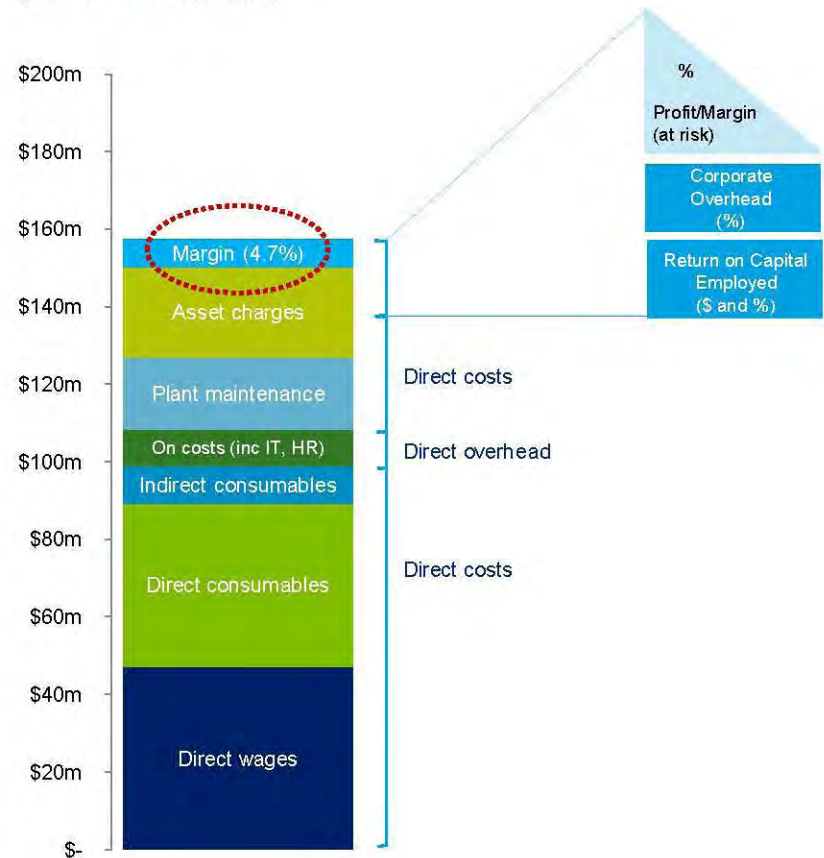 $200m
$180m
$160m
$140m
$120m
$100m
$80m
$60m
$40m
$20m
$-
Margin (4.7%)
Asset charges
Plant maintenance
On costs (inc IT, HR)
Indirect consumables
Direct consumables
Direct wages
Direct costs
Direct overhead
Direct costs
%
Profit/Margin
(at risk)
Corporate
Overhead
(%)
Return on Capital
Employed
($ and %)